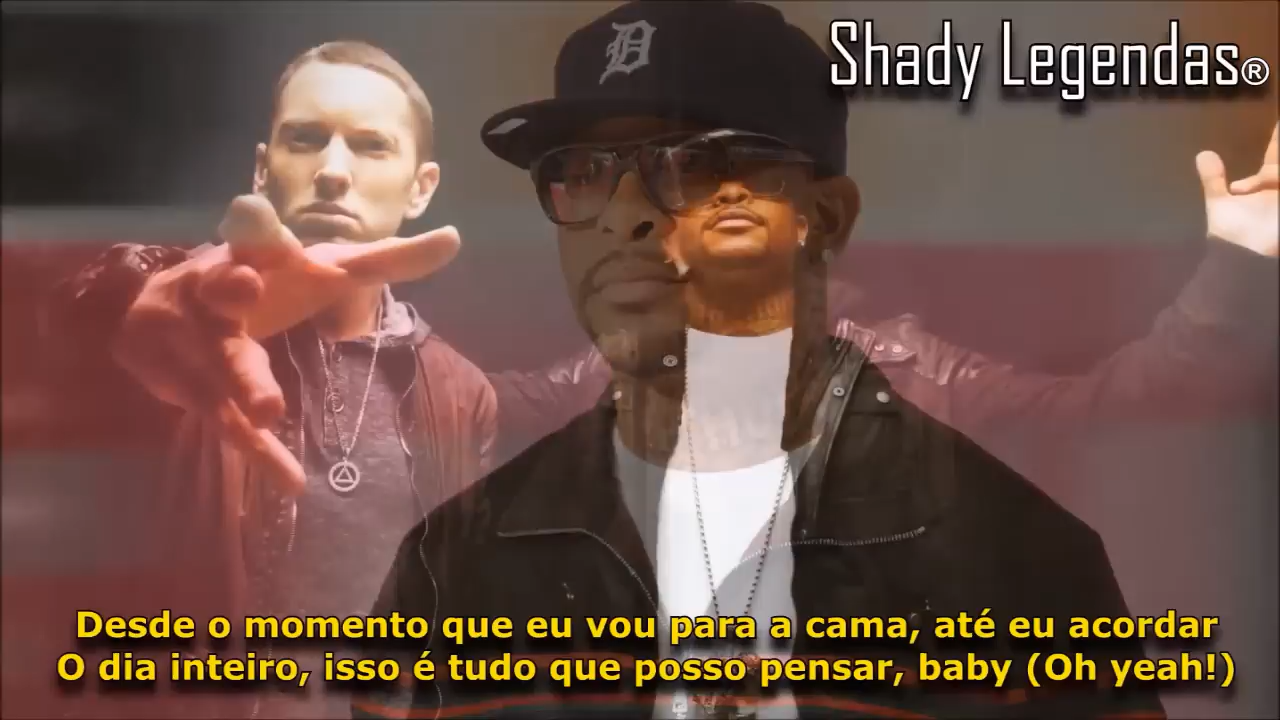 D
Shady Legendas®
Desde o momento que eu vou para a cama, até eu acordar
O dia inteiro, isso é tudo que posso pensar, baby (Oh yeah!)